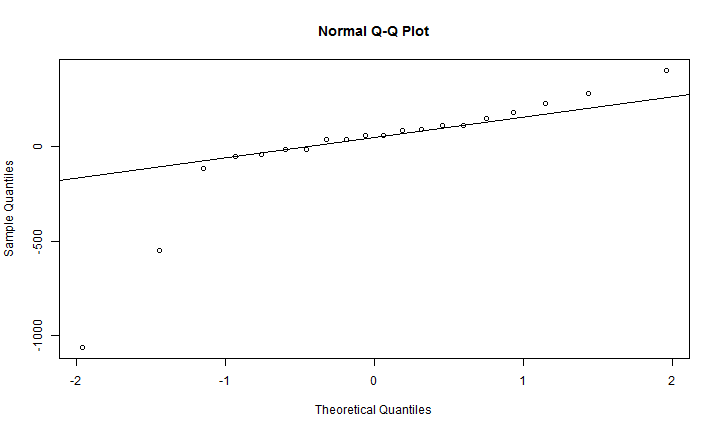 Normal Q-Q Plot
Sample Quantiles
0
-500
-1000
-2 -1 0 1 2
Theoretical Quantiles